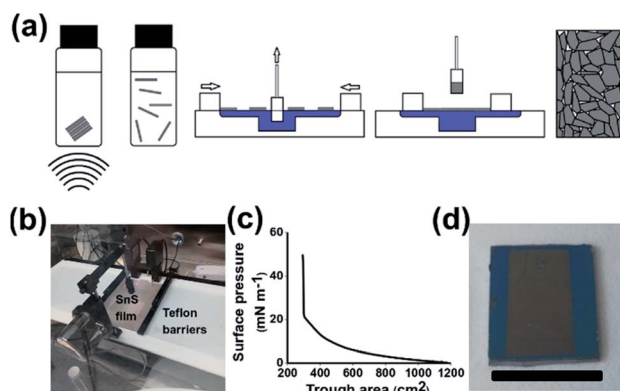 (a)
(b)
SnS
film
Teflon
barriers
(c)
Surface pressure
(mN m-1)
60
40
20
0
200 400 600 800 1000 1200
Trough area (cm2)
(d)